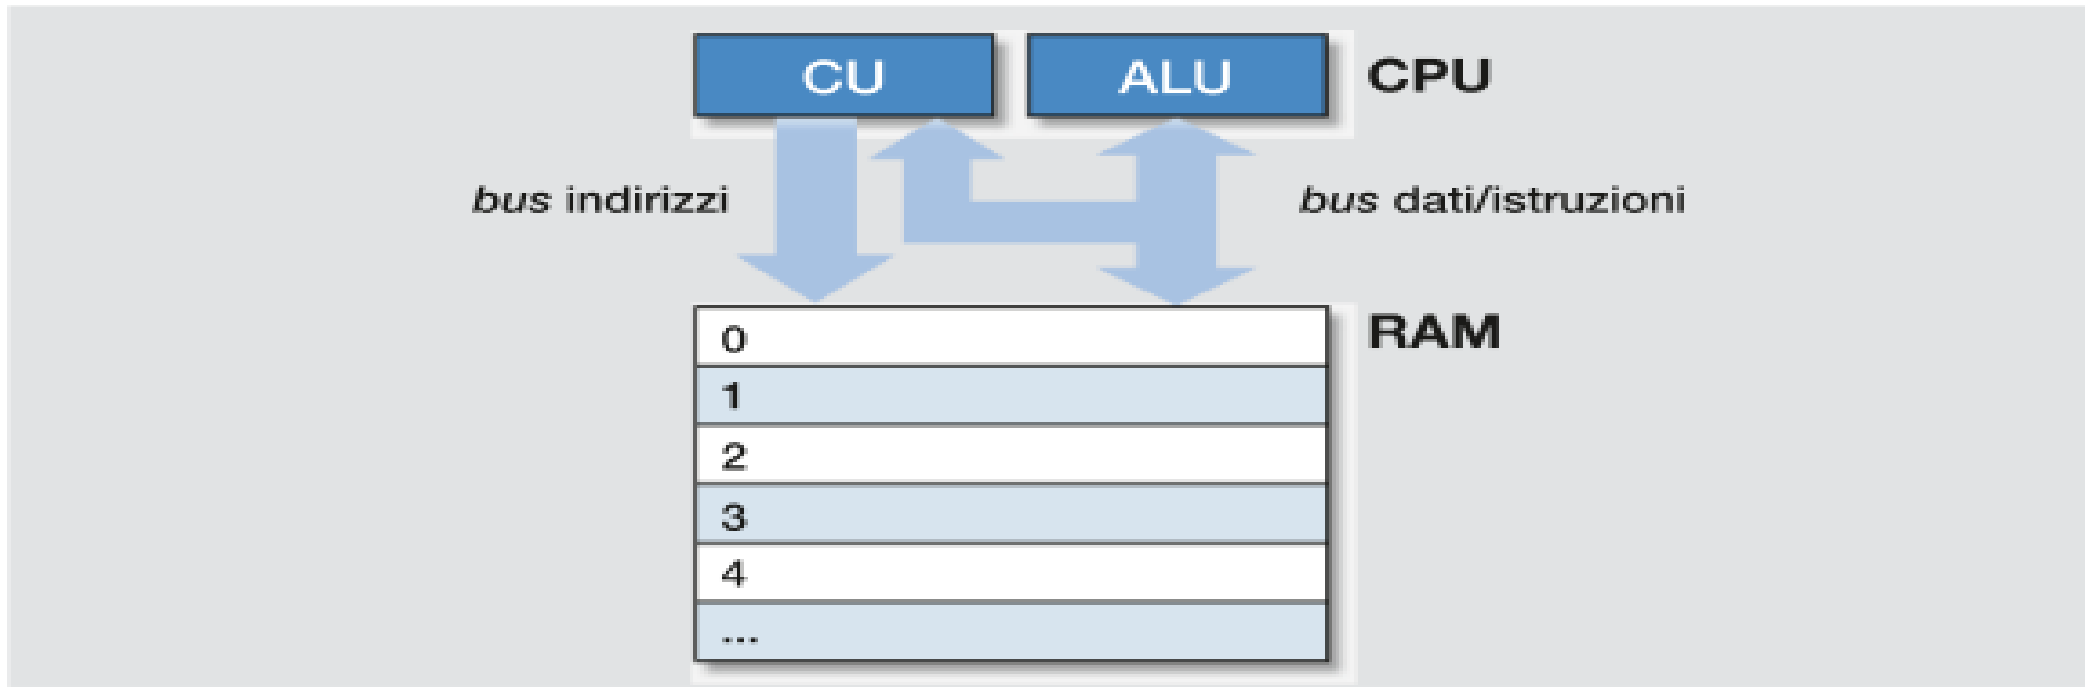 CU
ALU
CPU
bus indirizzi
bus dati/istruzioni
RAM
0
1
2
3
4
...